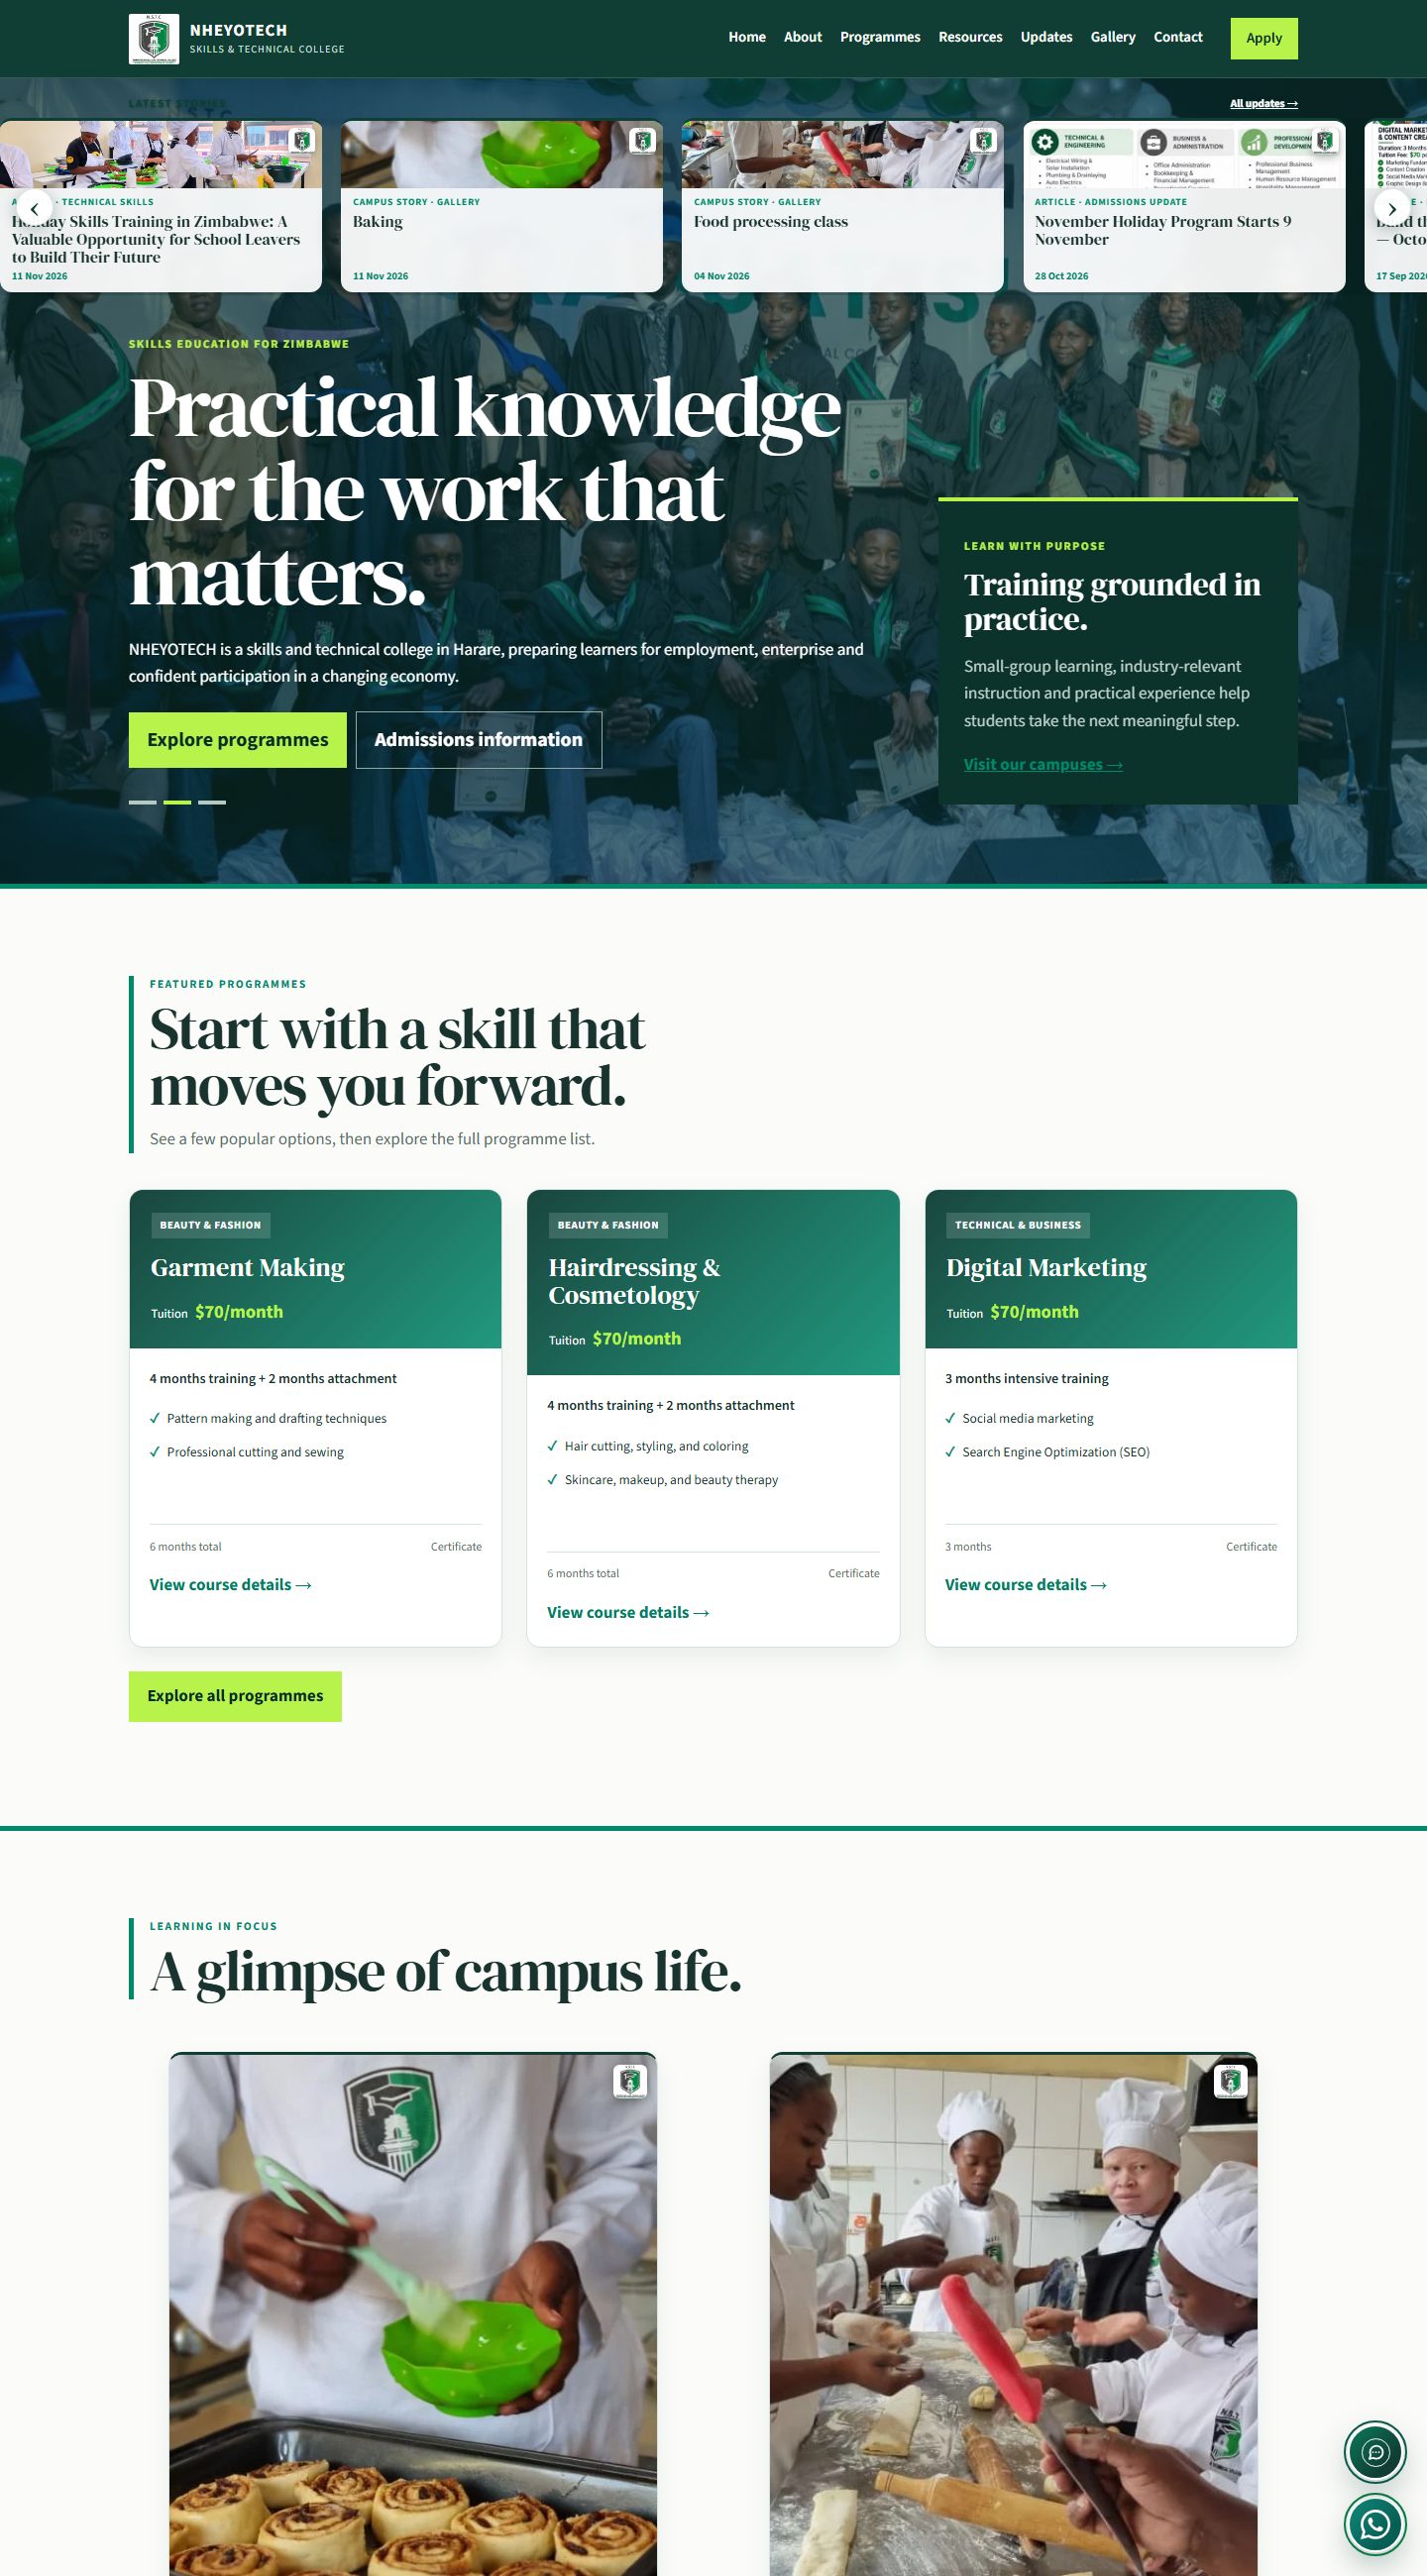 NHEYOTECH
SKILLS & TECHNICAL COLLEGE
Home About Programmes Resources Updates Gallery Contact Apply
LATEST STORIES
All updates →
TECHNICAL SKILLS
Holiday Skills Training in Zimbabwe: A
Valuable Opportunity for School Leavers
to Build Their Future
11 Nov 2026
CAMPUS STORY · GALLERY
Baking
11 Nov 2026
CAMPUS STORY · GALLERY
Food processing class
04 Nov 2026
TECHNICAL & ENGINEERING
BUSINESS & ADMINISTRATION
ARTICLE · ADMISSIONS UPDATE
November Holiday Program Starts 9
November
28 Oct 2026
SKILLS EDUCATION FOR ZIMBABWE
Practical knowledge
for the work that
matters.
NHEYOTECH is a skills and technical college in Harare, preparing learners for employment, enterprise and
confident participation in a changing economy.
Explore programmes
Admissions information
LEARN WITH PURPOSE
Training grounded in
practice.
Small-group learning, industry-relevant
instruction and practical experience help
students take the next meaningful step.
Visit our campuses →
FEATURED PROGRAMMES
Start with a skill that
moves you forward.
See a few popular options, then explore the full programme list.
BEAUTY & FASHION
Garment Making
Tuition $70/month
4 months training + 2 months attachment
✓ Pattern making and drafting techniques
✓ Professional cutting and sewing
6 months total Certificate
View course details →
BEAUTY & FASHION
Hairdressing &
Cosmetology
Tuition $70/month
4 months training + 2 months attachment
✓ Hair cutting, styling, and coloring
✓ Skincare, makeup, and beauty therapy
6 months total Certificate
View course details →
TECHNICAL & BUSINESS
Digital Marketing
Tuition $70/month
3 months intensive training
✓ Social media marketing
✓ Search Engine Optimization (SEO)
3 months Certificate
View course details →
Explore all programmes
LEARNING IN FOCUS
A glimpse of campus life.